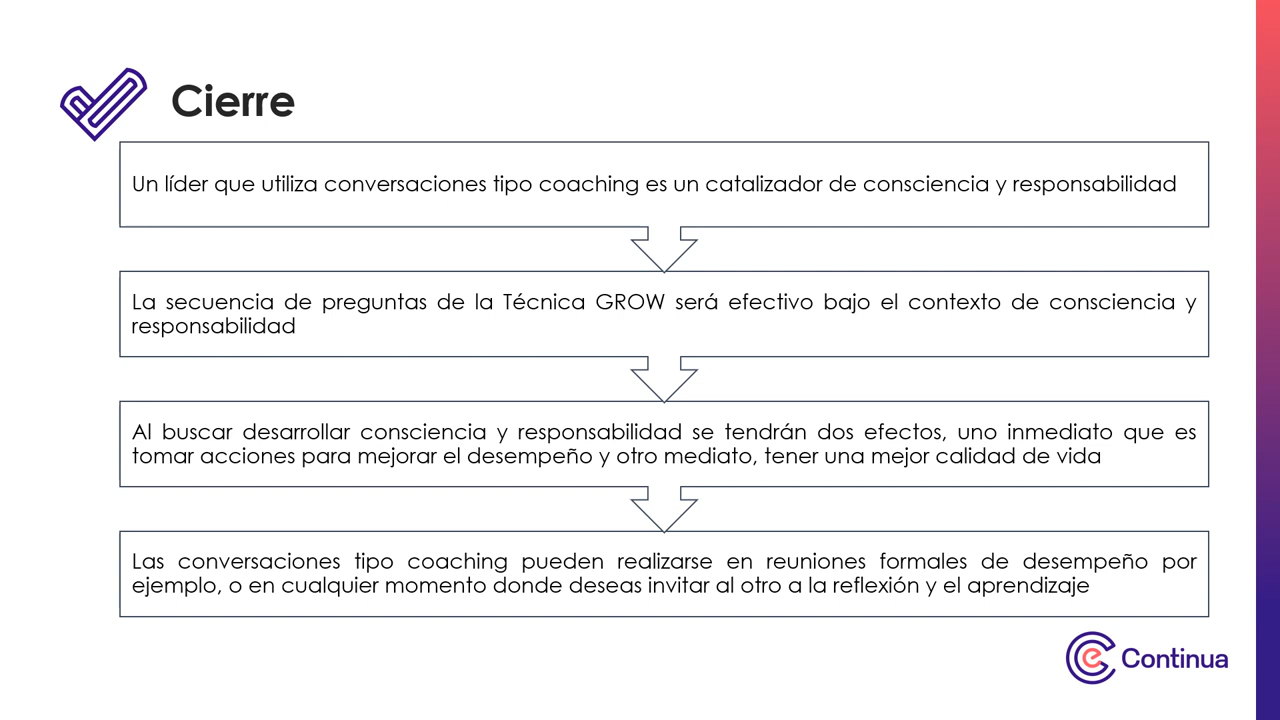 Cierre
Un líder que utiliza conversaciones tipo coaching es un catalizador de consciencia y responsabilidad
La secuencia de preguntas de la Técnica GROW será efectivo bajo el contexto de consciencia y
responsabilidad
Al buscar desarrollar consciencia y responsabilidad se tendrán dos efectos, uno inmediato que es
tomar acciones para mejorar el desempeño y otro mediato, tener una mejor calidad de vida
Las conversaciones tipo coaching pueden realizarse en reuniones formales de desempeño por
ejemplo, o en cualquier momento donde deseas invitar al otro a la reflexión y el aprendizaje
e Continua